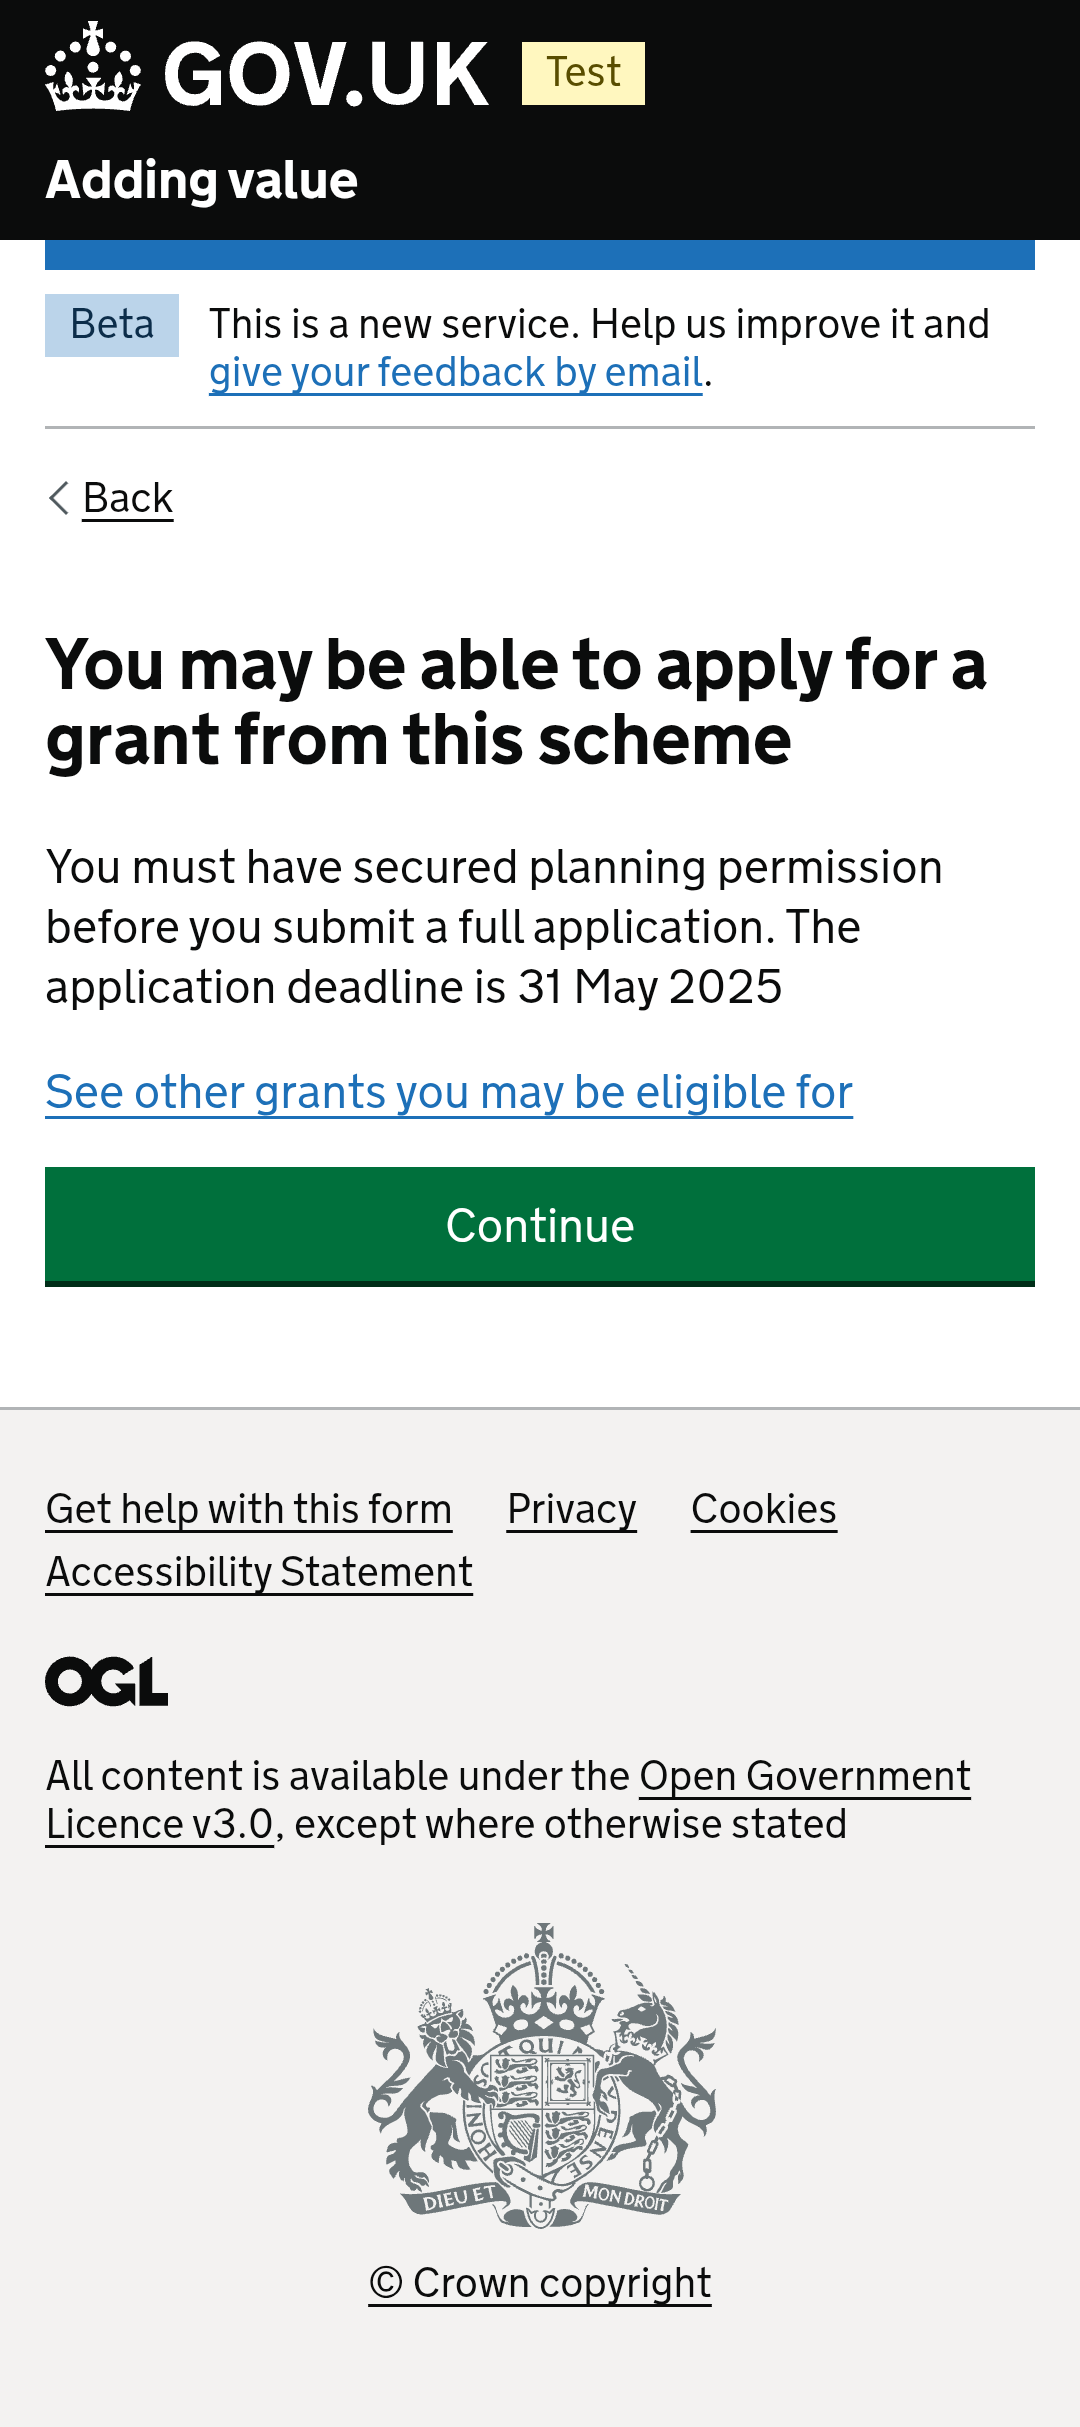 GOV.UK Test
Adding value
Beta This is a new service. Help us improve it and
give your feedback by email.
Back
You may be able to apply for a
grant from this scheme
You must have secured planning permission
before you submit a full application. The
application deadline is 31 May 2025
See other grants you may be eligible for
Continue
Get help with this form Privacy Cookies
Accessibility Statement
OGL
All content is available under the Open Government
Licence v3.0, except where otherwise stated
QUI
HONI
PENSE
DIEU ET MON DROIT
© Crown copyright